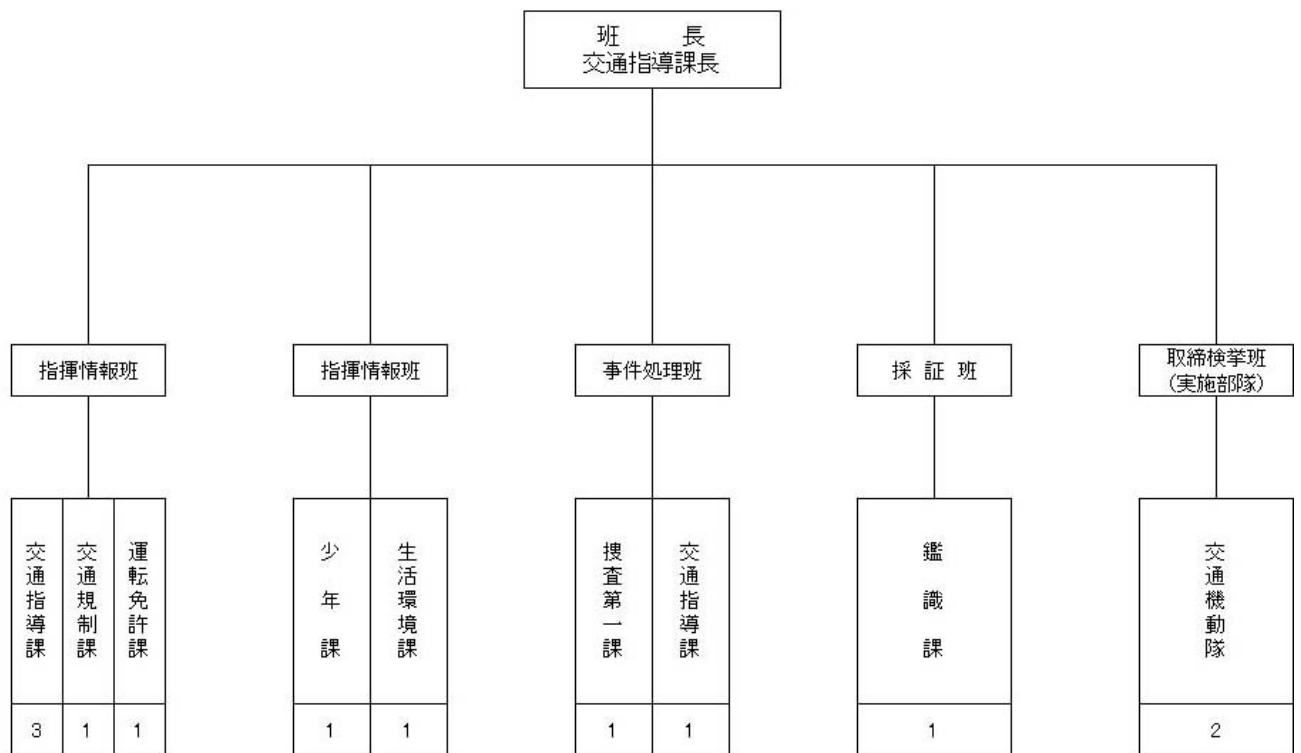 班　　長
交通指導課長
指揮情報班
指揮情報班
事件処理班
採 証 班
取締検挙班
(実施部隊)
交通指導課
交通規制課
運転免許課
少年課
生活環境課
捜査第一課
交通指導課
鑑識課
交通機動隊
3
1
1
1
1
1
1
1
2